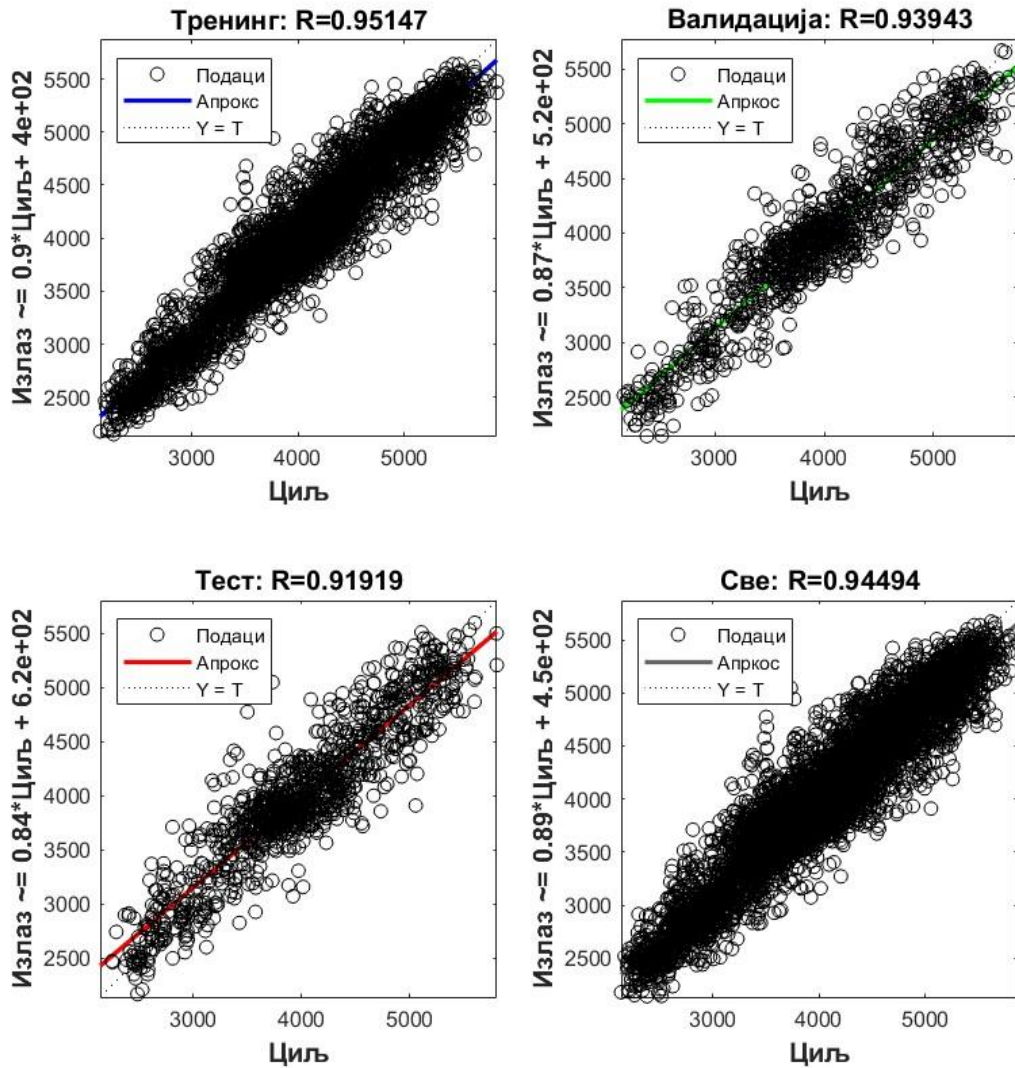 Тренинг: R=0.95147
Излаз ~= 0.9*Циљ+ 4e+02
5500
5000
4500
4000
3500
3000
2500
Подаци
Апрокс
Y = T
3000 4000 5000
Циљ
Валидација: R=0.93943
Излаз ~= 0.87*Циљ + 5.2e+02
5500
5000
4500
4000
3500
3000
2500
Подаци
Апркос
Y = T
3000 4000 5000
Циљ
Тест: R=0.91919
Излаз ~= 0.84*Циљ + 6.2e+02
5500
5000
4500
4000
3500
3000
2500
Подаци
Апрокс
Y = T
3000 4000 5000
Циљ
Све: R=0.94494
Излаз ~= 0.89*Циљ + 4.5e+02
5500
5000
4500
4000
3500
3000
2500
Подаци
Апркос
Y = T
3000 4000 5000
Циљ